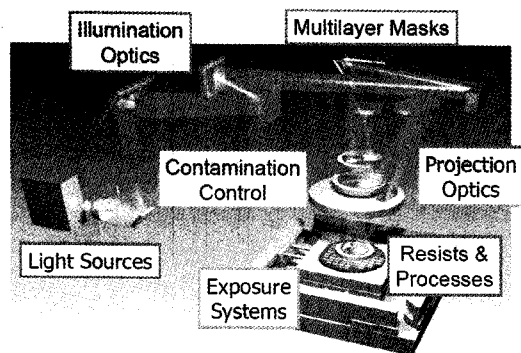 Illumination
Optics
Multilayer Masks
Contamination
Control
Projection
Optics
Light Sources
Resists &
Processes
Exposure
Systems